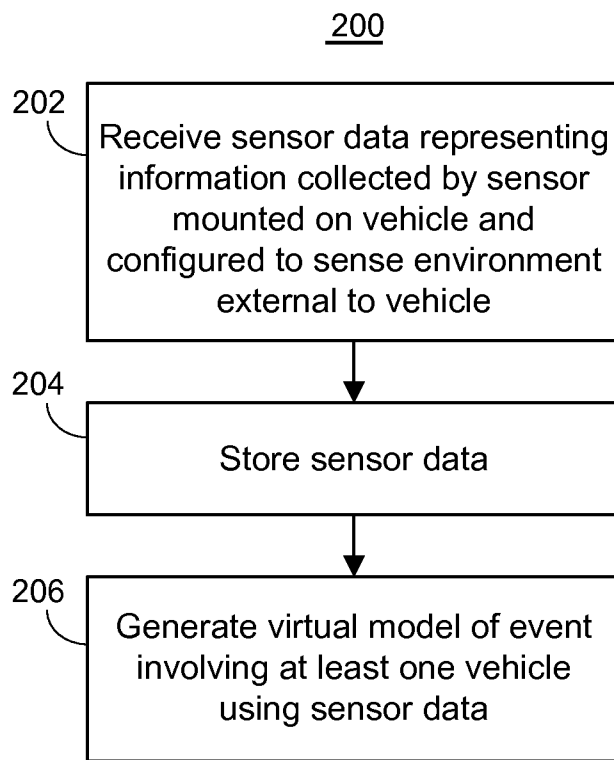 200
202
Receive sensor data representing
information collected by sensor
mounted on vehicle and
configured to sense environment
external to vehicle
204
Store sensor data
206
Generate virtual model of event
involving at least one vehicle
using sensor data